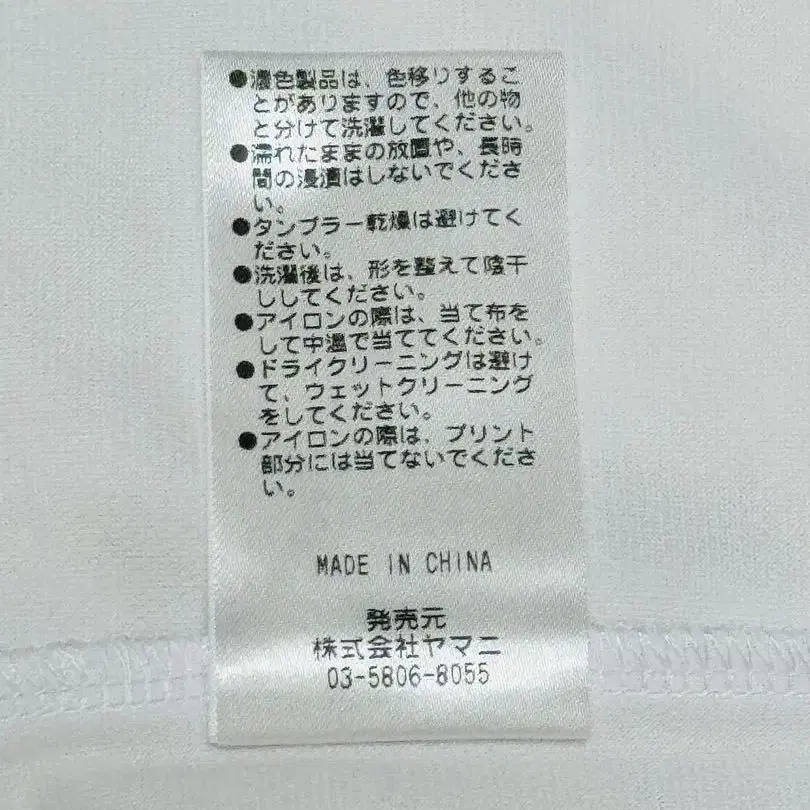 ●濃色製品は、色移りするこ
とがありますので、他の物
と分けて洗濯してください。
●濡れたままの放置や、長時
間の浸漬はしないでくださ
い。
●タンブラー乾燥は避けてく
ださい。
●洗濯後は、形を整えて陰干
ししてください。
●アイロンの際は、当て布を
して中温で当ててください。
●ドライクリーニングは避け
て、ウェットクリーニング
をしてください。
●アイロンの際は、プリント
部分には当てないでくださ
い。
MADE IN CHINA
発売元
株式会社ヤマニ
03-5806-8055